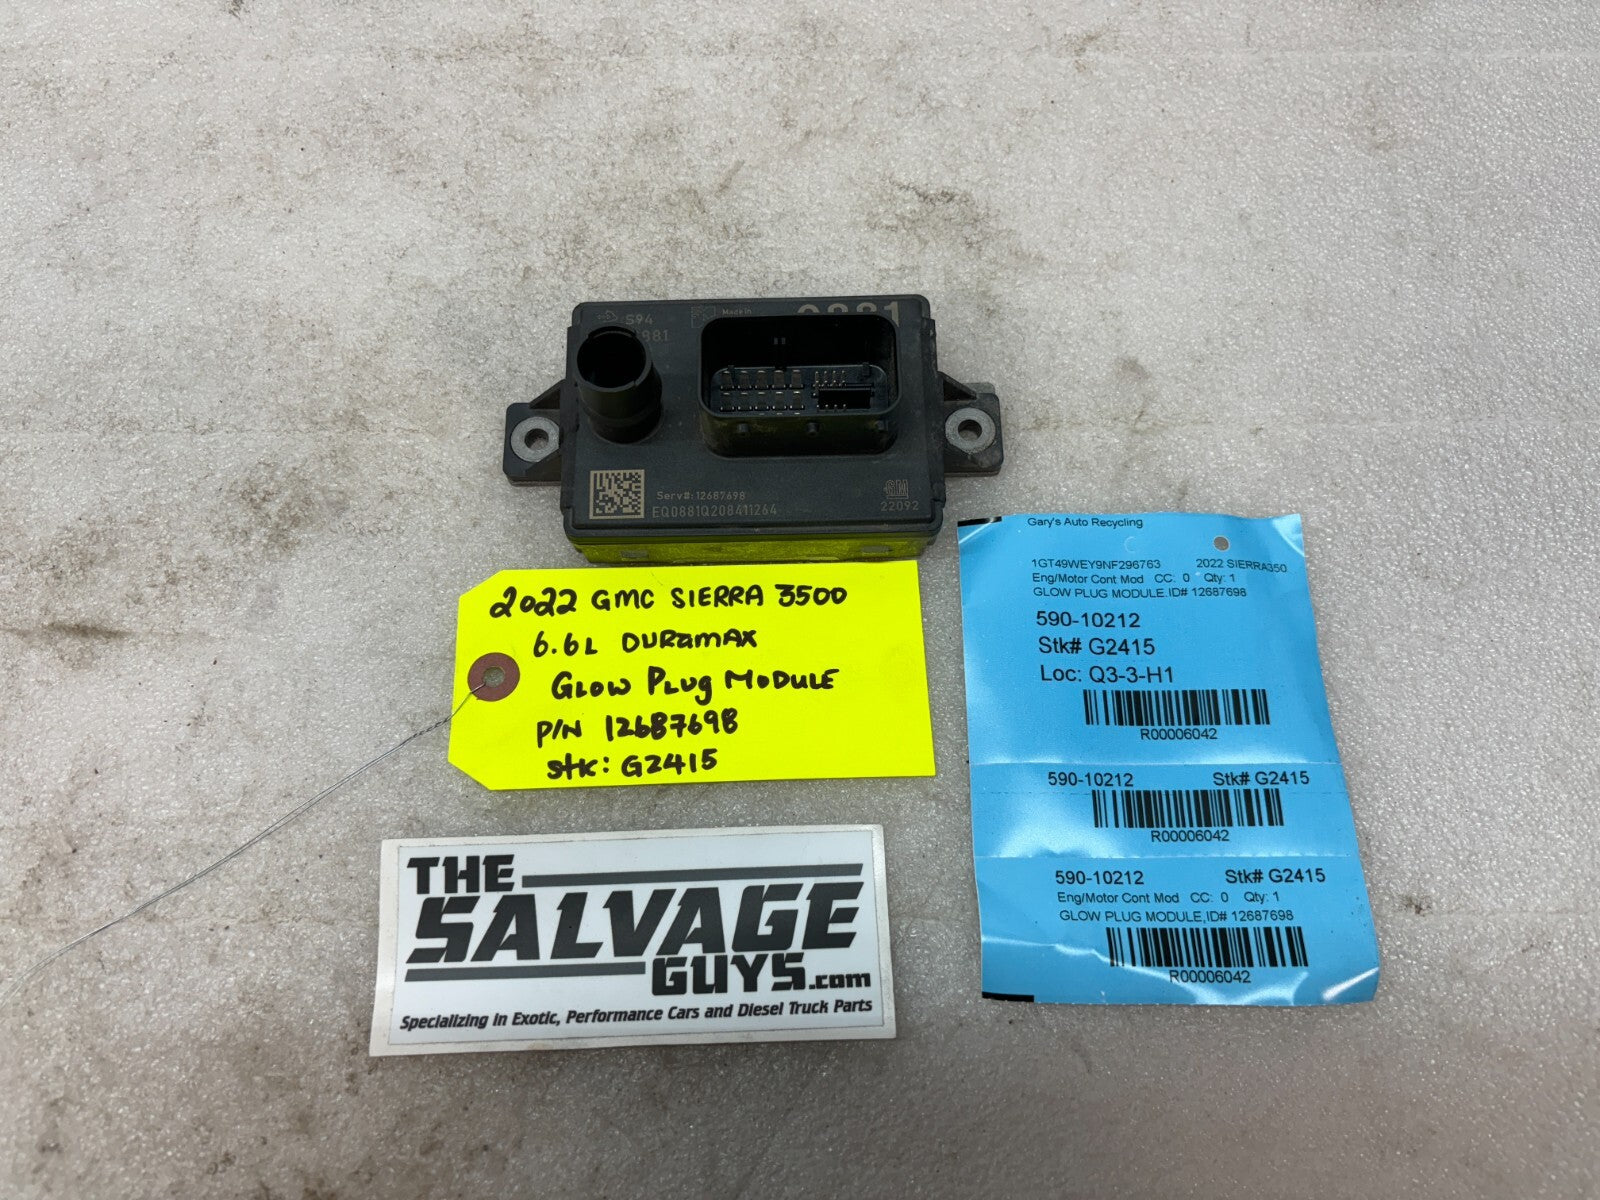 S94
Made in
0881
Serv#: 12687698
EQ0881Q208411264
GM
22092
2022 GMC SIERRA 3500
6.6L DURAMAX
GLOW PLUG MODULE
P/N 12687698
stk: G2415
Gary's Auto Recycling
1GT49WEY9NF296763 2022 SIERRA350
Eng/Motor Cont Mod CC: 0 Qty: 1
GLOW PLUG MODULE,ID# 12687698
590-10212
Stk# G2415
Loc: Q3-3-H1
R00006042
590-10212 Stk# G2415
R00006042
590-10212 Stk# G2415
Eng/Motor Cont Mod CC: 0 Qty: 1
GLOW PLUG MODULE,ID# 12687698
R00006042
THE
SALVAGE
GUYS.com
Specializing in Exotic, Performance Cars and Diesel Truck Parts